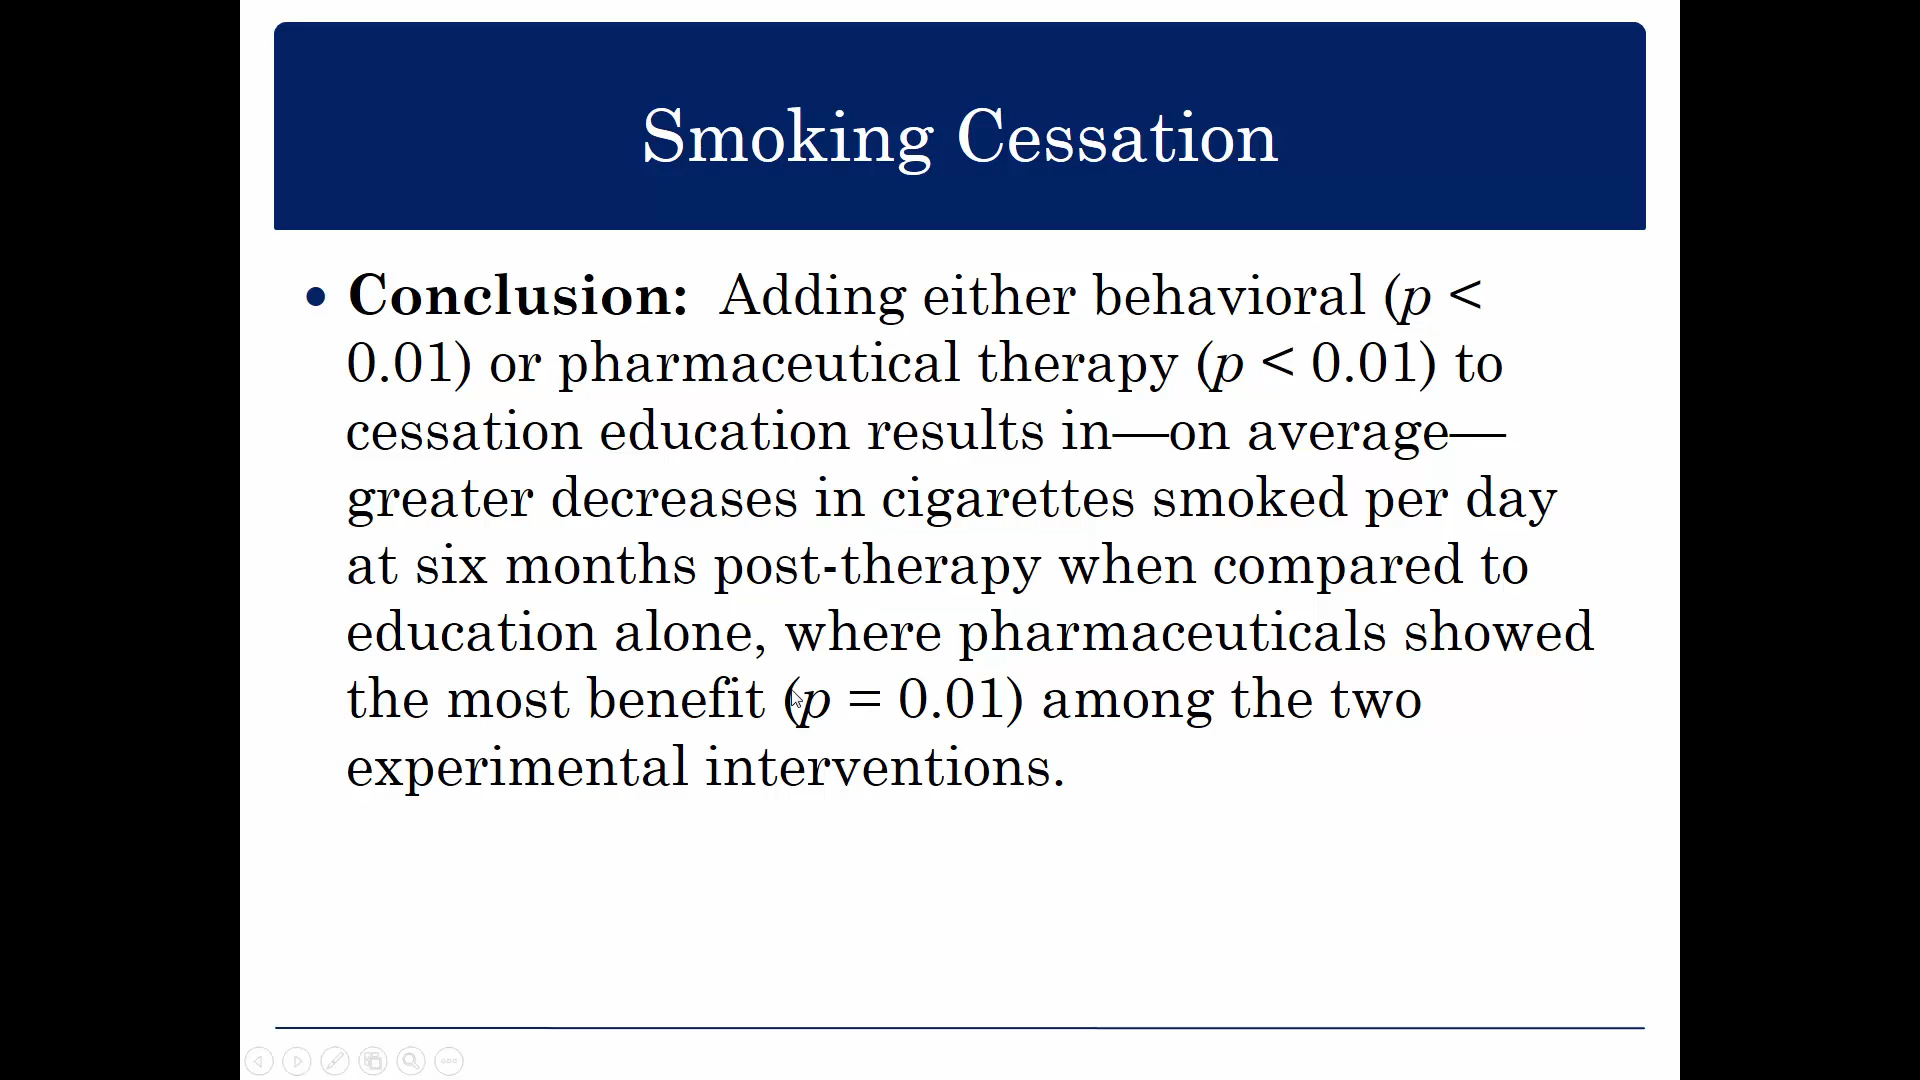 Smoking Cessation
• Conclusion: Adding either behavioral (p <
0.01) or pharmaceutical therapy (p < 0.01) to
cessation education results in—on average—
greater decreases in cigarettes smoked per day
at six months post-therapy when compared to
education alone, where pharmaceuticals showed
the most benefit (p = 0.01) among the two
experimental interventions.